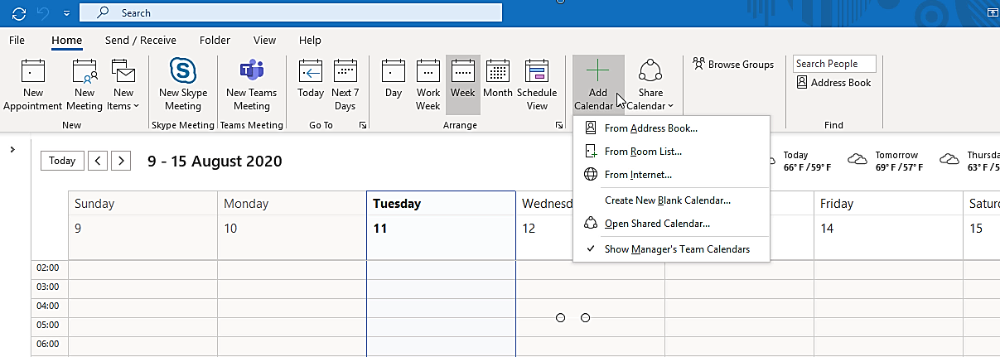 Search
File Home Send / Receive Folder View Help
New Appointment
New Meeting
New Items
New Skype Meeting
New Teams Meeting
Today
Next 7 Days
Day
Work Week
Week
Month
Schedule View
Add Calendar
Share Calendar
Browse Groups
Search People
Address Book
New Skype Meeting Teams Meeting Go To Arrange Find
From Address Book...
From Room List...
From Internet...
Create New Blank Calendar...
Open Shared Calendar...
Show Manager's Team Calendars
Today 9 - 15 August 2020
Today
66° F / 59° F
Tomorrow
69° F / 57° F
Thursda
63° F / 5
Sunday Monday Tuesday Wednesd Friday Satur
9 10 11 12 14 15
02:00
03:00
04:00
05:00
06:00